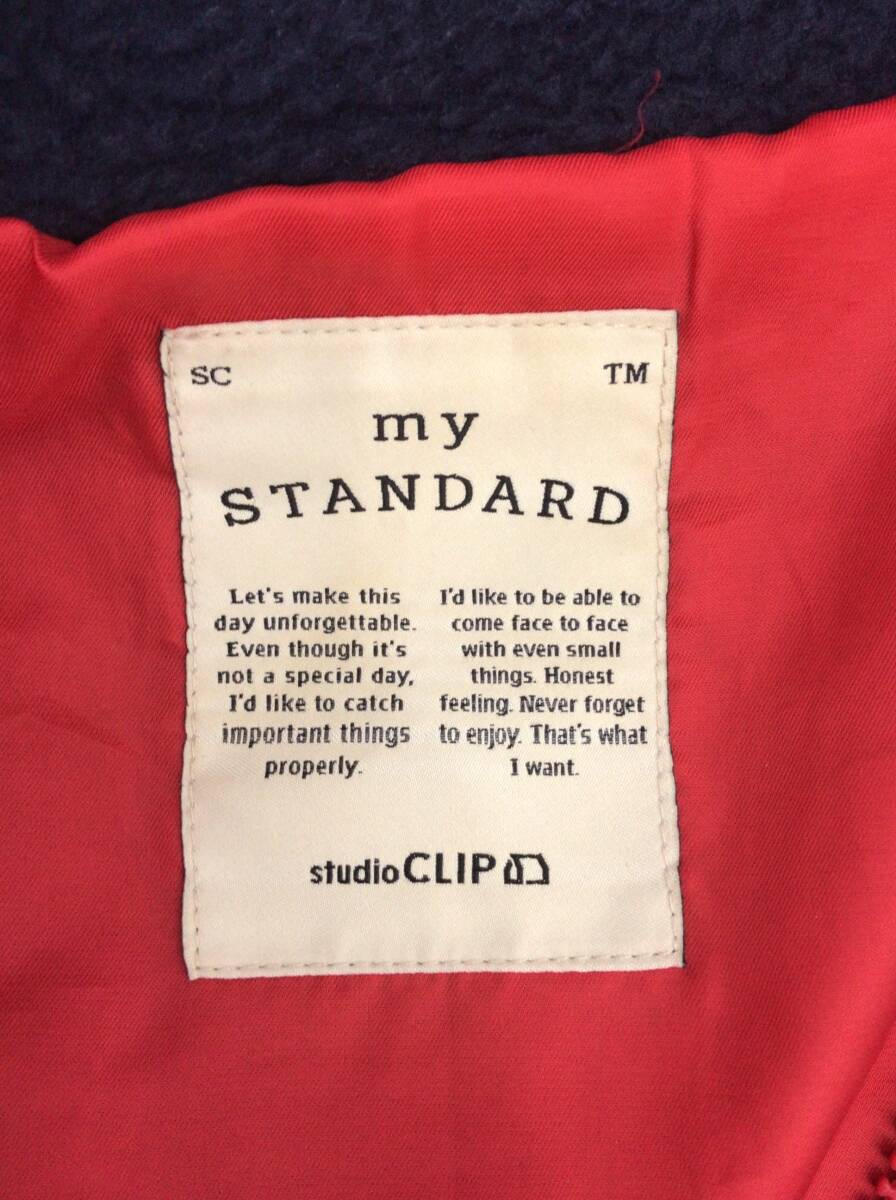 SC TM
my
STANDARD
Let's make this
day unforgettable.
Even though it's
not a special day,
I'd like to catch
important things
properly.
I'd like to be able to
come face to face
with even small
things. Honest
feeling. Never forget
to enjoy. That's what
I want.
studio CLIP